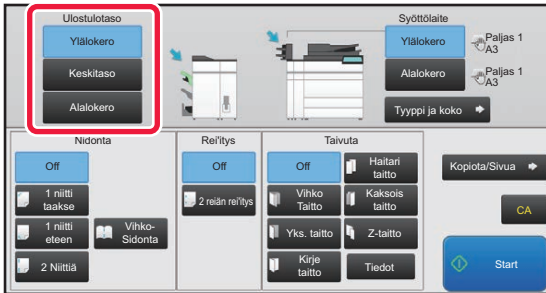 Ulostulotaso
Ylälokero
Keskitaso
Alalokero
Syöttölaite
Ylälokero
Paljas 1
A3
Alalokero
Paljas 1
A3
Tyyppi ja koko
Nidonta
Off
1 niitti
taakse
1 niitti
eteen
Vihko-
Sidonta
2 Niittiä
Rei'itys
Off
2 reiän rei'itys
Taivuta
Off
Haitari
taitto
Vihko
Taitto
Kaksois
taitto
Yks. taitto
Z-taitto
Kirje
taitto
Tiedot
Kopiota/Sivua
CA
Start